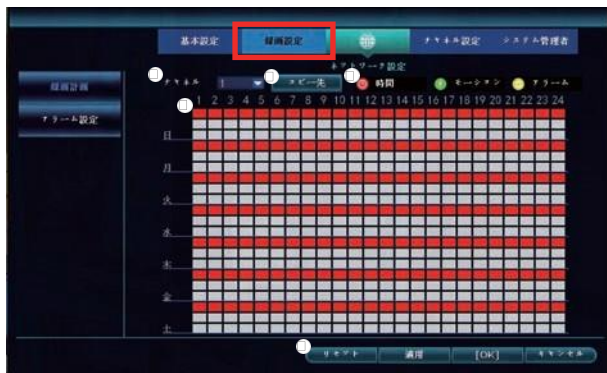 基本設定 録画設定 チャネル設定 システム管理者
ネットワーク設定
録画計画
アラーム設定
チャネル 1 コピー先 時間 モーション アラーム
1 2 3 4 5 6 7 8 9 10 11 12 13 14 15 16 17 18 19 20 21 22 23 24
日
月
火
水
木
金
土
リセット 適用 [OK] キャンセル